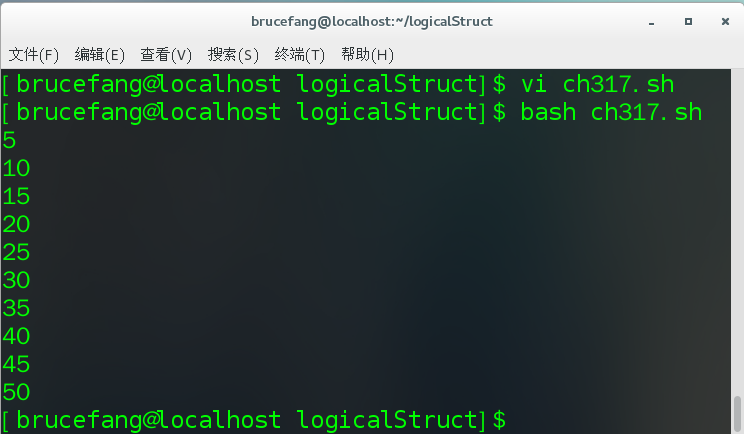 brucefang@localhost:~/logicalStruct
文件(F) 编辑(E) 查看(V) 搜索(S) 终端(T) 帮助(H)
[brucefang@localhost logicalStruct]$ vi ch317.sh
[brucefang@localhost logicalStruct]$ bash ch317.sh
5
10
15
20
25
30
35
40
45
50
[brucefang@localhost logicalStruct]$